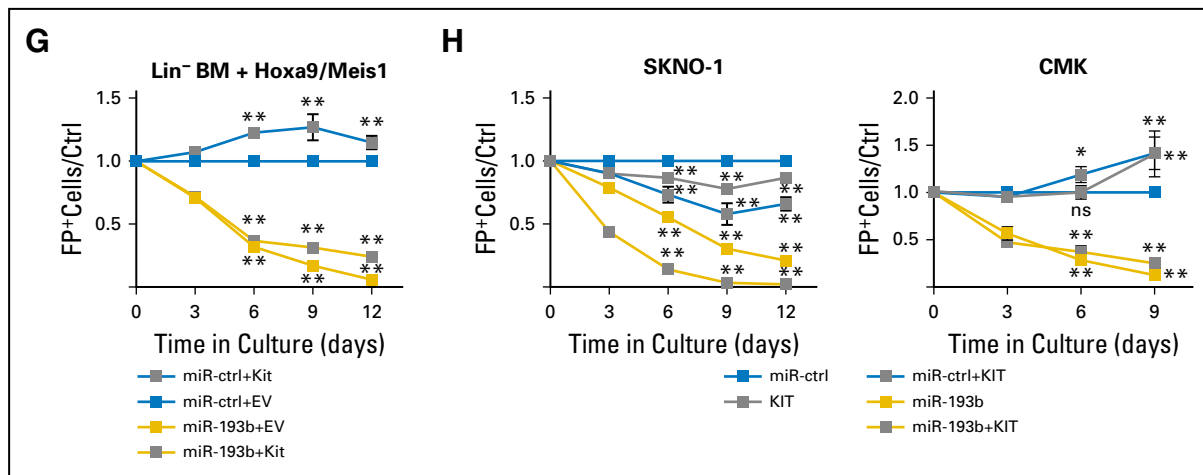 G
Lin⁻ BM + Hoxa9/Meis1
FP⁺Cells/Ctrl
1.5
1.0
0.5
** ** **
** ** **
** ** **
0 3 6 9 12
Time in Culture (days)
miR-ctrl+Kit
miR-ctrl+EV
miR-193b+EV
miR-193b+Kit
H
SKNO-1
FP⁺Cells/Ctrl
1.5
1.0
0.5
** ** **
** ** **
** ** **
** ** **
0 3 6 9 12
Time in Culture (days)
CMK
FP⁺Cells/Ctrl
2.0
1.5
1.0
0.5
* **
**
ns
** **
** **
0 3 6 9
Time in Culture (days)
miR-ctrl
KIT
miR-ctrl+KIT
miR-193b
miR-193b+KIT